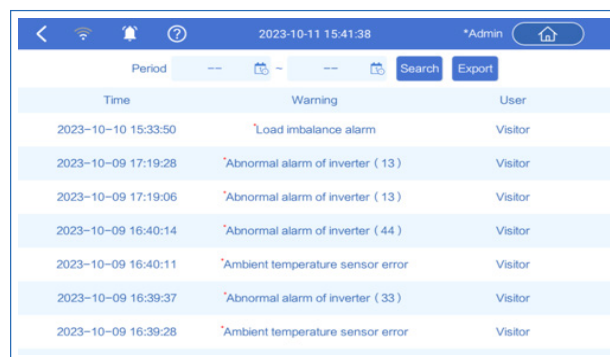 2023-10-11 15:41:38 *Admin
Period -- ~ -- Search Export
Time Warning User
2023-10-10 15:33:50 *Load imbalance alarm Visitor
2023-10-09 17:19:28 *Abnormal alarm of inverter ( 13 ) Visitor
2023-10-09 17:19:06 *Abnormal alarm of inverter ( 13 ) Visitor
2023-10-09 16:40:14 *Abnormal alarm of inverter ( 44 ) Visitor
2023-10-09 16:40:11 *Ambient temperature sensor error Visitor
2023-10-09 16:39:37 *Abnormal alarm of inverter ( 33 ) Visitor
2023-10-09 16:39:28 *Ambient temperature sensor error Visitor